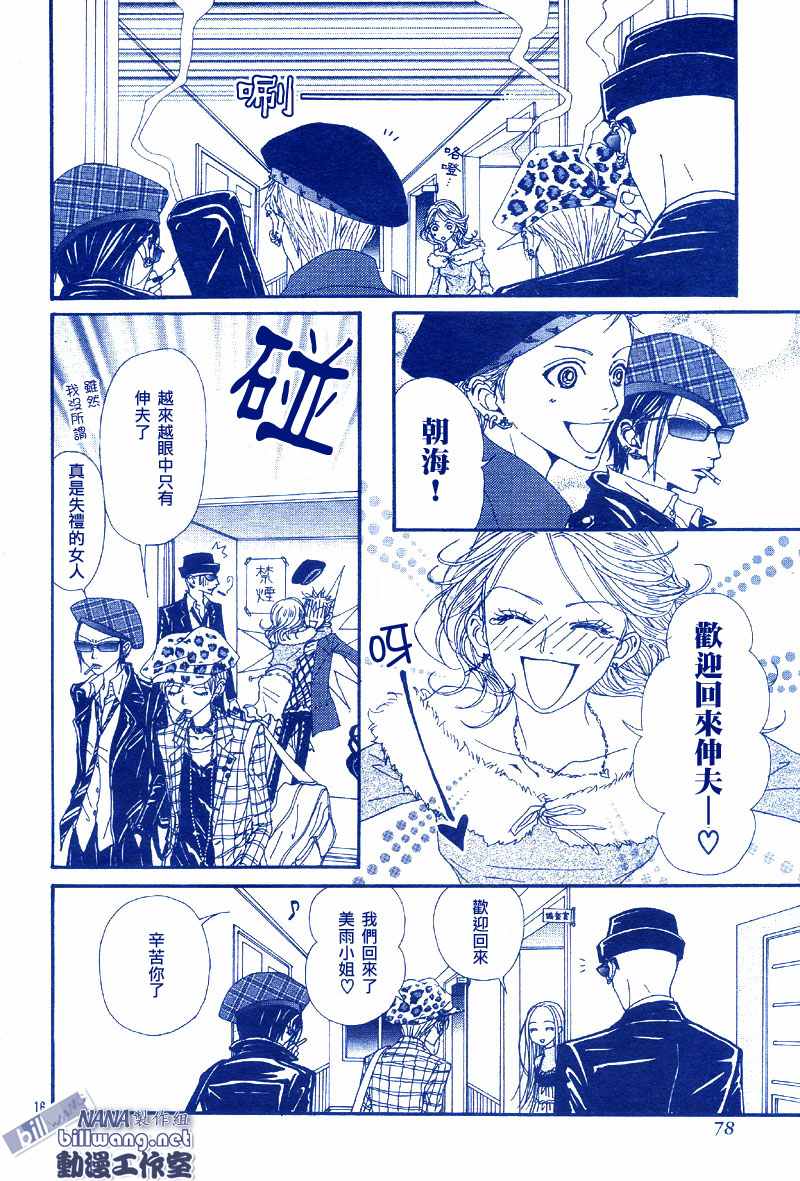 唰
咯噔…
朝海！
碰
越來越眼中只有
伸夫了
雖然
我沒所謂
真是失禮的女人
禁煙
歡迎回來伸夫—♡
呀
歡迎回來
我們回來了
美雨小姐♡
辛苦你了
♪
16
78
NANA製作組
billwang.net
動漫工作室